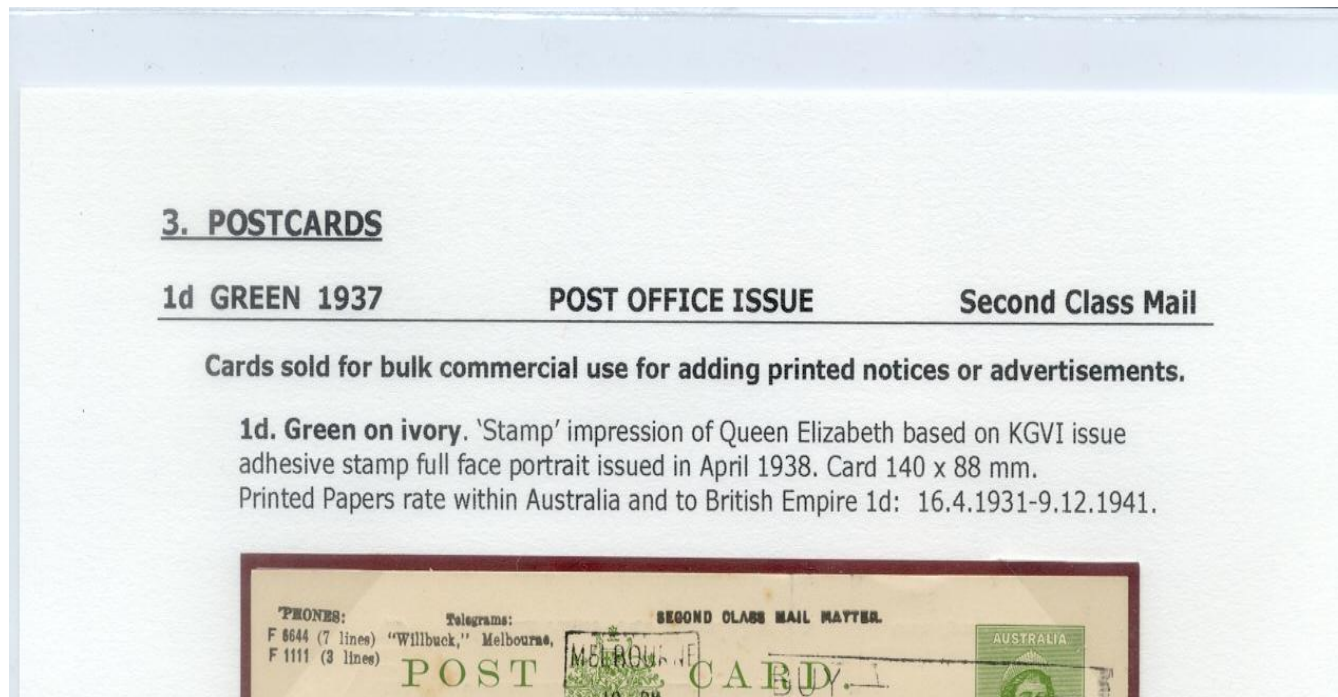 3. POSTCARDS
1d GREEN 1937 POST OFFICE ISSUE Second Class Mail
Cards sold for bulk commercial use for adding printed notices or advertisements.
1d. Green on ivory. ‘Stamp’ impression of Queen Elizabeth based on KGVI issue
adhesive stamp full face portrait issued in April 1938. Card 140 x 88 mm.
Printed Papers rate within Australia and to British Empire 1d: 16.4.1931-9.12.1941.
'PHONES: Telegrams: SECOND CLASS MAIL MATTER.
F 8644 (7 lines) "Willbuck," Melbourne,
F 1111 (3 lines)
AUSTRALIA
POST CARD.
MELBOURNE
BUY